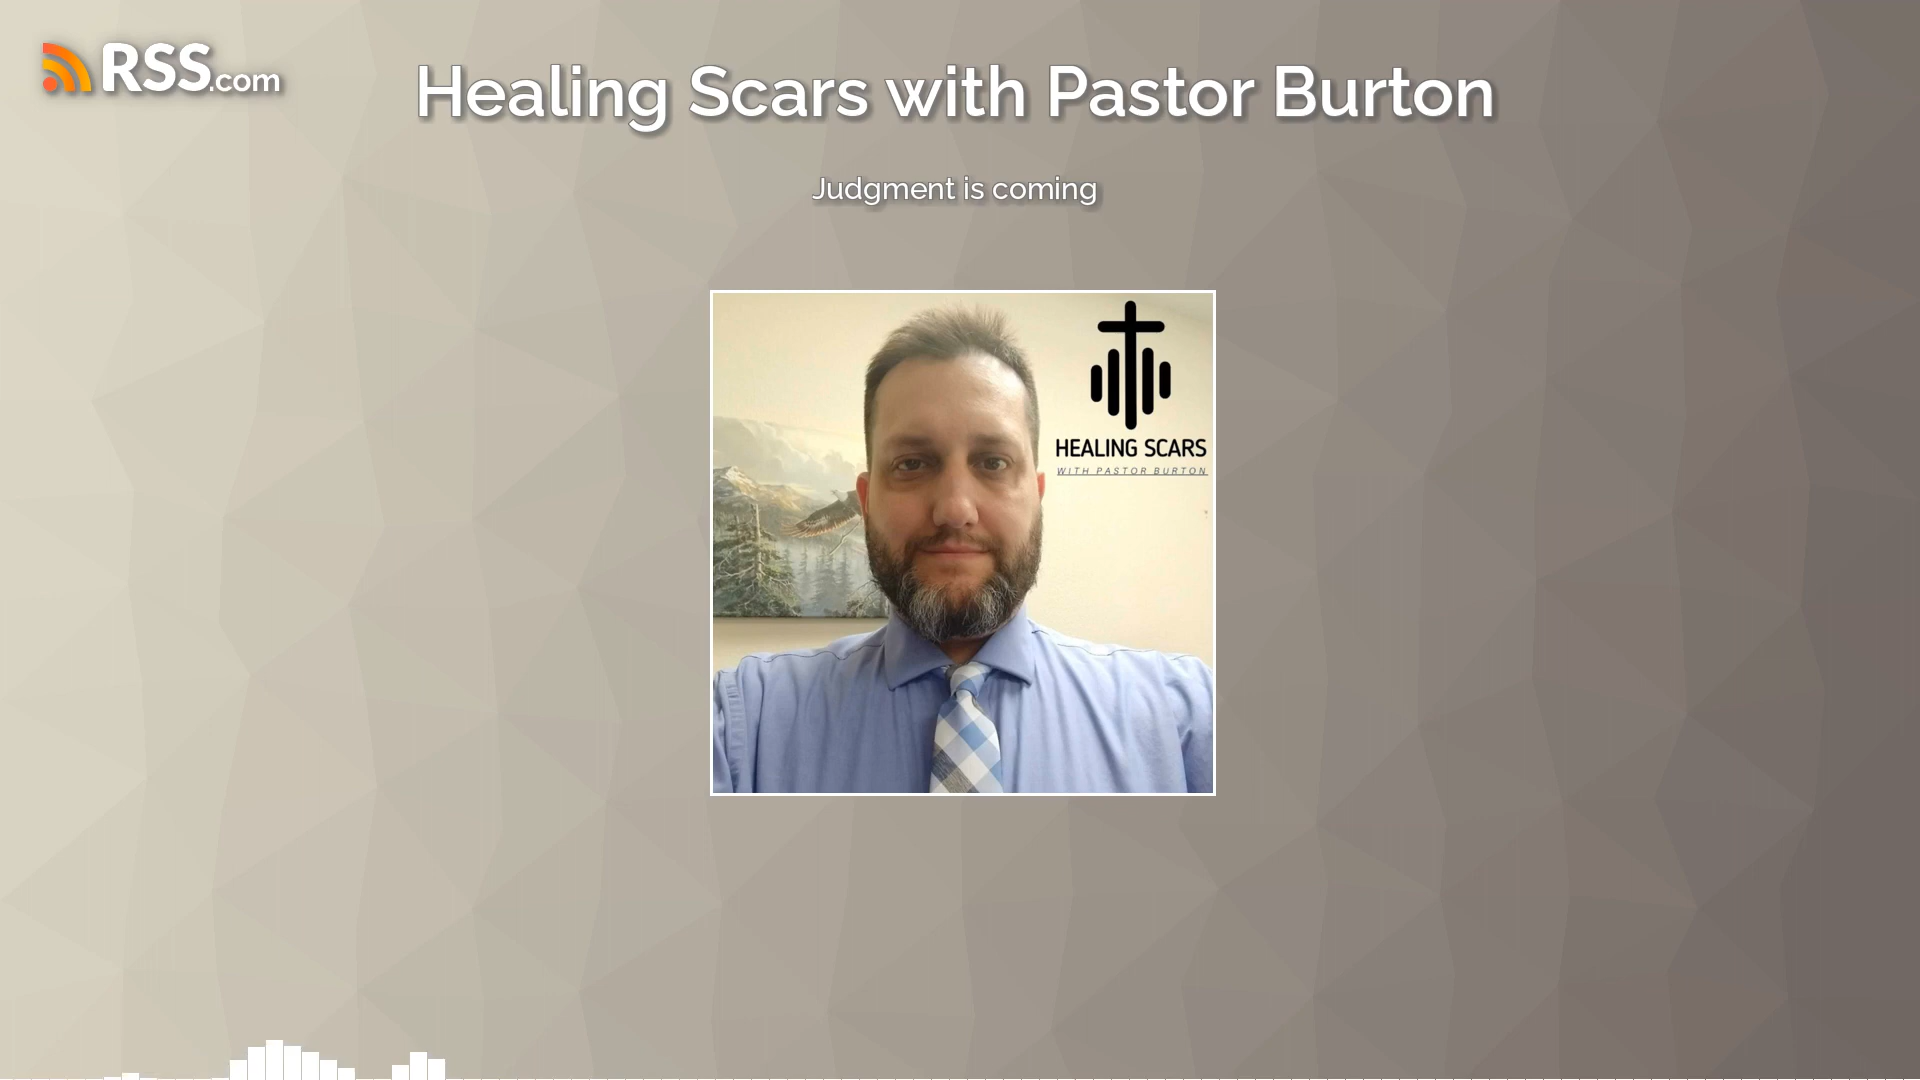 RSS.com
Healing Scars with Pastor Burton
Judgment is coming
HEALING SCARS
WITH PASTOR BURTON